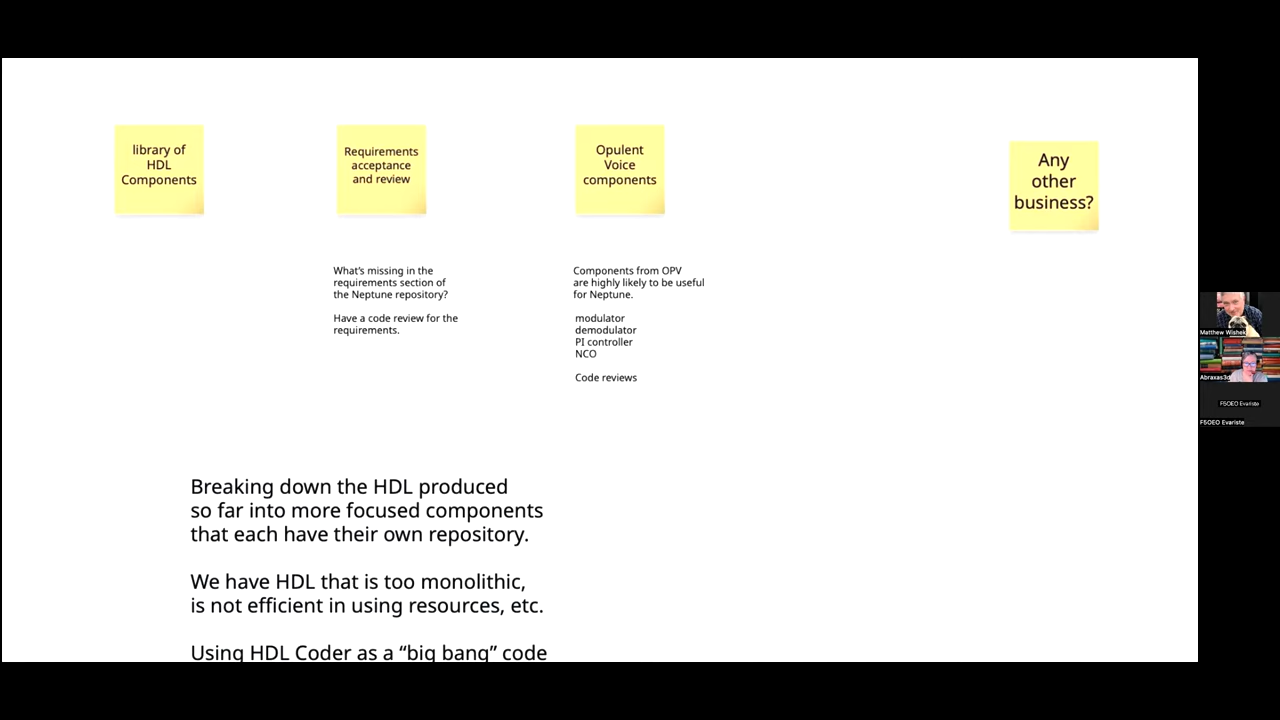 library of
HDL
Components
Requirements
acceptance
and review
Opulent
Voice
components
Any
other
business?
What's missing in the
requirements section of
the Neptune repository?
Have a code review for the
requirements.
Components from OPV
are highly likely to be useful
for Neptune.
modulator
demodulator
PI controller
NCO
Code reviews
Breaking down the HDL produced
so far into more focused components
that each have their own repository.
We have HDL that is too monolithic,
is not efficient in using resources, etc.
Using HDL Coder as a “big bang” code
Matthew Wishek
Abraxas3d
F5OEO Evariste
F5OEO Evariste